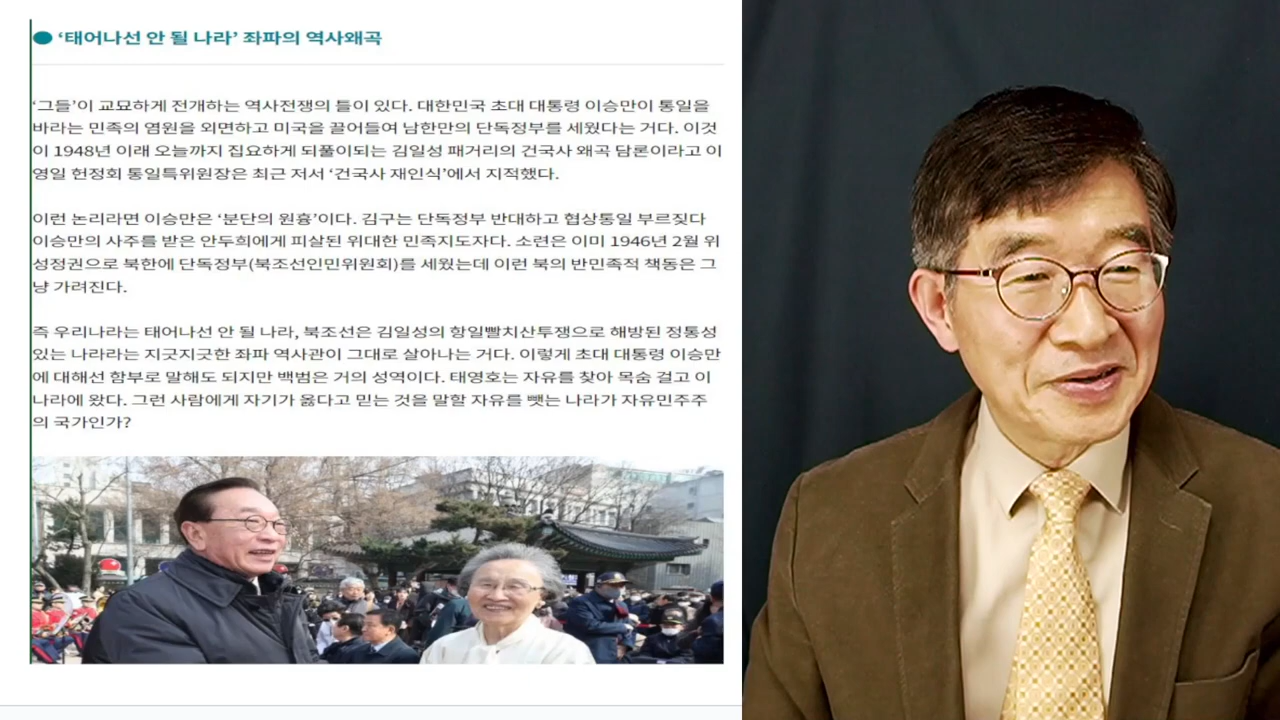 ● ‘태어나선 안 될 나라’ 좌파의 역사왜곡
‘그들’이 교묘하게 전개하는 역사전쟁의 틀이 있다. 대한민국 초대 대통령 이승만이 통일을
바라는 민족의 염원을 외면하고 미국을 끌어들여 남한만의 단독정부를 세웠다는 거다. 이것
이 1948년 이래 오늘까지 집요하게 되풀이되는 김일성 패거리의 건국사 왜곡 담론이라고 이
영일 헌정회 통일특위원장은 최근 저서 ‘건국사 재인식’에서 지적했다.
이런 논리라면 이승만은 ‘분단의 원흉’이다. 김구는 단독정부 반대하고 협상통일 부르짖다
이승만의 사주를 받은 안두희에게 피살된 위대한 민족지도자다. 소련은 이미 1946년 2월 위
성정권으로 북한에 단독정부(북조선인민위원회)를 세웠는데 이런 북의 반민족적 책동은 그
냥 가려진다.
즉 우리나라는 태어나선 안 될 나라, 북조선은 김일성의 항일빨치산투쟁으로 해방된 정통성
있는 나라라는 지긋지긋한 좌파 역사관이 그대로 살아나는 거다. 이렇게 초대 대통령 이승만
에 대해선 함부로 말해도 되지만 백범은 거의 성역이다. 태영호는 자유를 찾아 목숨 걸고 이
나라에 왔다. 그런 사람에게 자기가 옳다고 믿는 것을 말할 자유를 뺏는 나라가 자유민주주
의 국가인가?